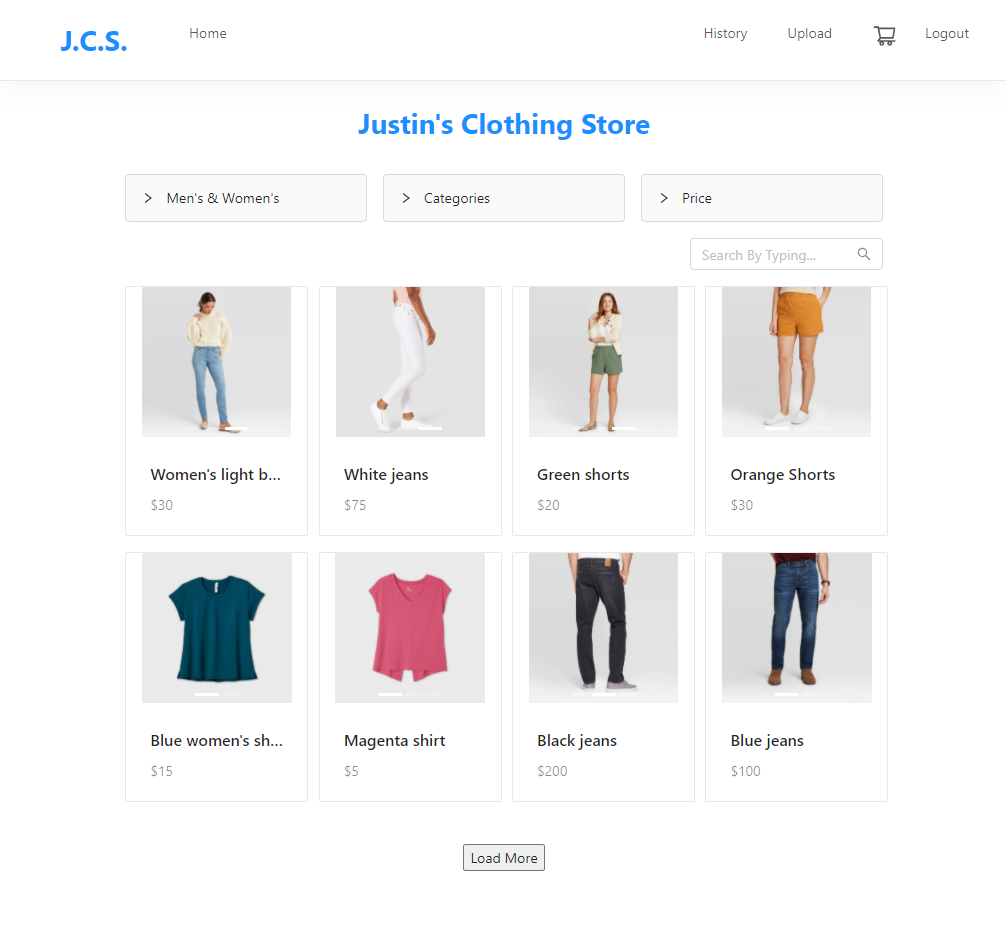 J.C.S. Home History Upload Logout
Justin's Clothing Store
Men's & Women's Categories Price
Search By Typing...
Women's light b... White jeans Green shorts Orange Shorts
$30 $75 $20 $30
Blue women's sh... Magenta shirt Black jeans Blue jeans
$15 $5 $200 $100
Load More